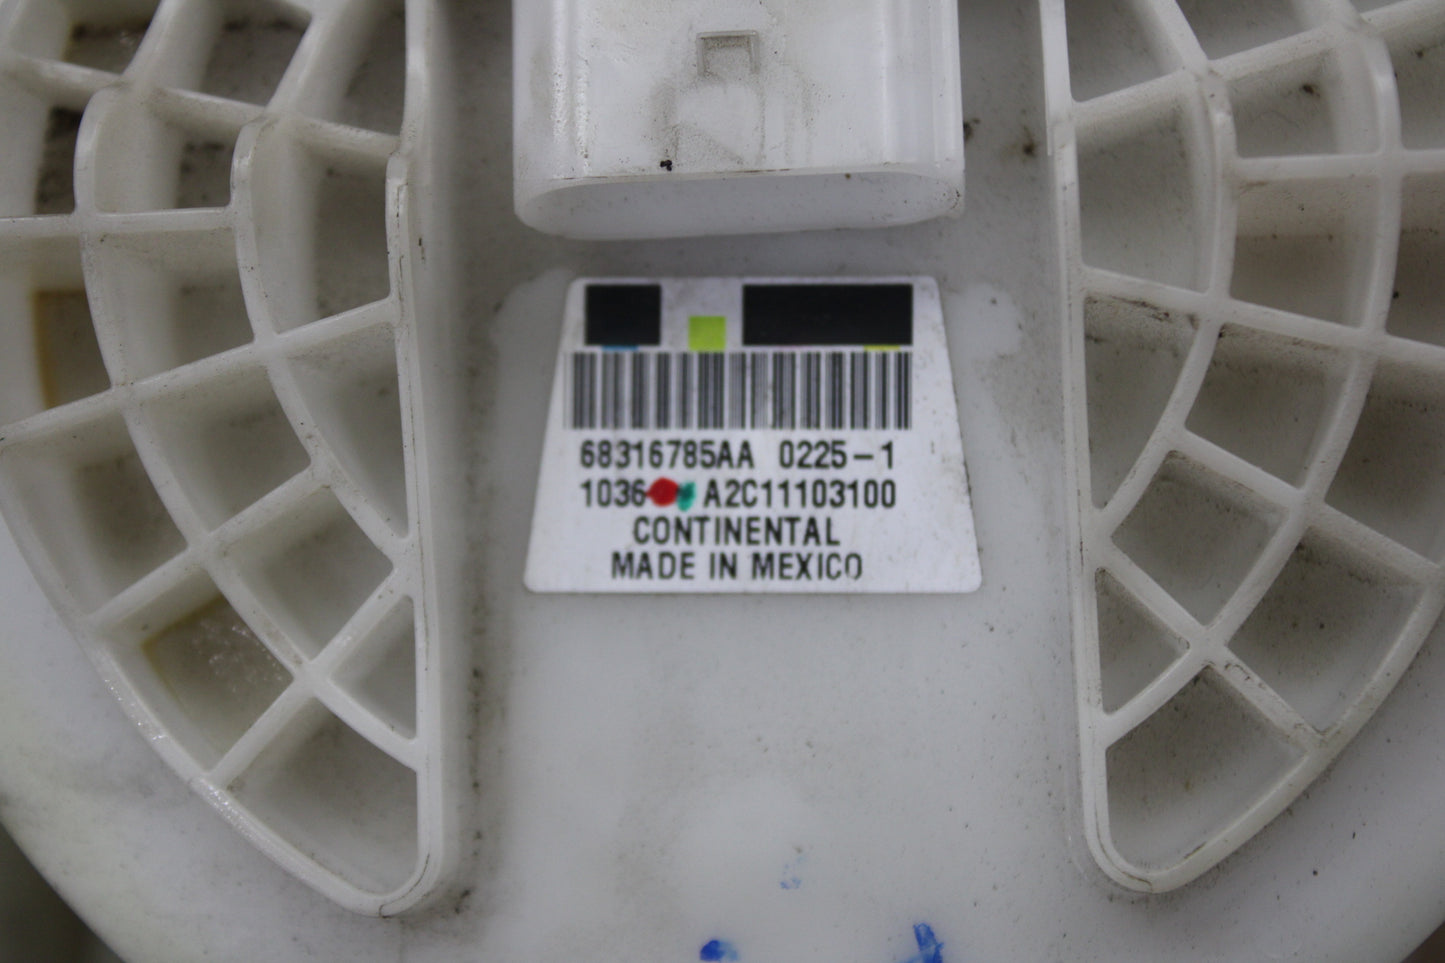 68316785AA 0225-1
1036 A2C11103100
CONTINENTAL
MADE IN MEXICO